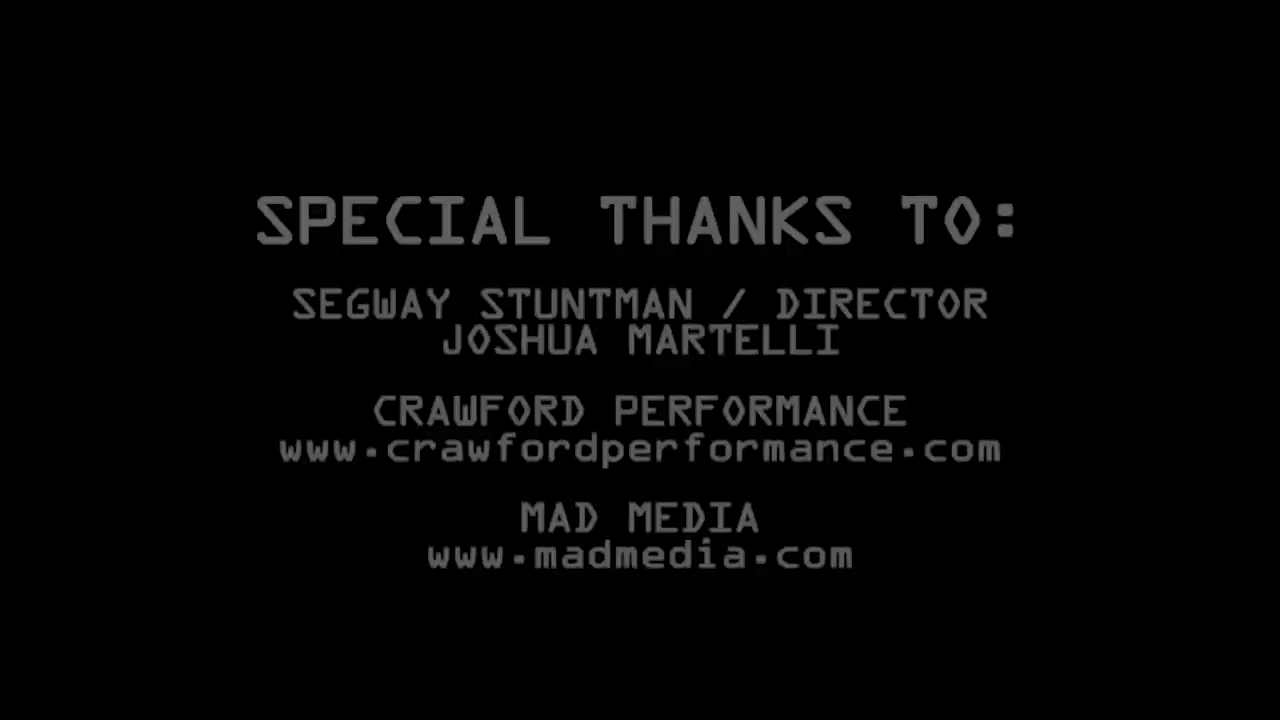 SPECIAL THANKS TO:
SEGWAY STUNTMAN / DIRECTOR
JOSHUA MARTELLI
CRAWFORD PERFORMANCE
www.crawfordperformance.com
MAD MEDIA
www.madmedia.com